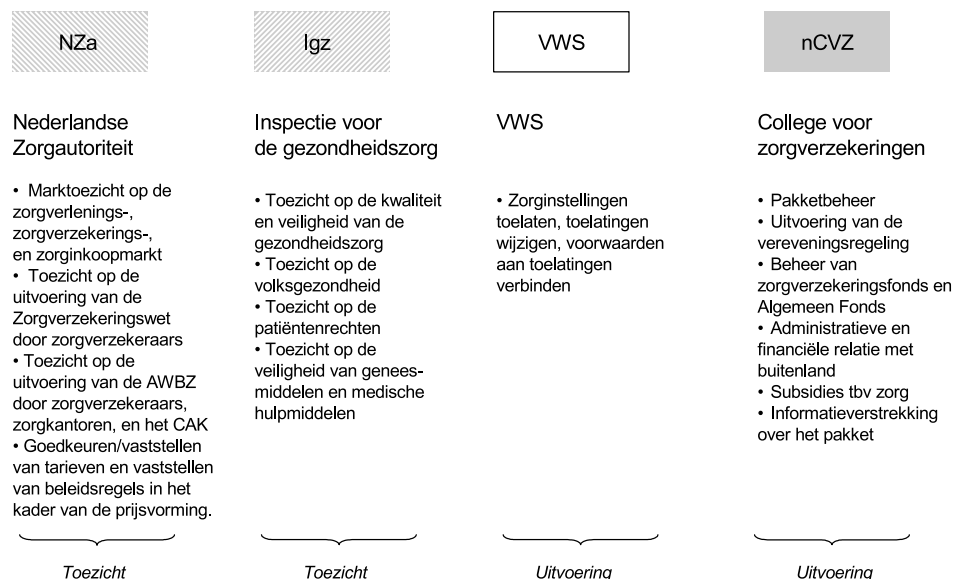 NZa
Igz
VWS
nCVZ
Nederlandse
Zorgautoriteit
• Marktoezicht op de
zorgverlenings-,
zorgverzekerings-,
en zorginkoopmarkt
• Toezicht op de
uitvoering van de
Zorgverzekeringswet
door zorgverzekeraars
• Toezicht op de
uitvoering van de AWBZ
door zorgverzekeraars,
zorgkantoren, en het CAK
• Goedkeuren/vaststellen
van tarieven en vaststellen
van beleidsregels in het
kader van de prijsvorming.
Toezicht
Inspectie voor
de gezondheidszorg
• Toezicht op de kwaliteit
en veiligheid van de
gezondheidszorg
• Toezicht op de
volksgezondheid
• Toezicht op de
patiëntenrechten
• Toezicht op de
veiligheid van genees-
middelen en medische
hulpmiddelen
Toezicht
VWS
• Zorginstellingen
toelaten, toelatingen
wijzigen, voorwaarden
aan toelatingen
verbinden
Uitvoering
College voor
zorgverzekeringen
• Pakketbeheer
• Uitvoering van de
vereveningsregeling
• Beheer van
zorgverzekeringsfonds en
Algemeen Fonds
• Administratieve en
financiële relatie met
buitenland
• Subsidies tbv zorg
• Informatieverstrekking
over het pakket
Uitvoering